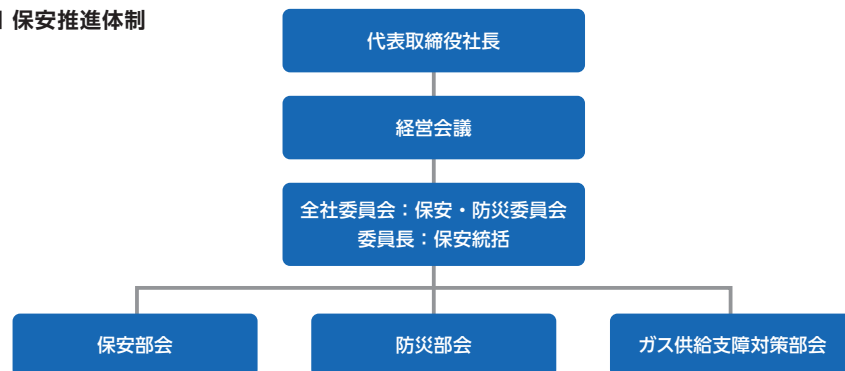 保安推進体制
代表取締役社長
経営会議
全社委員会：保安・防災委員会
委員長：保安統括
保安部会
防災部会
ガス供給支障対策部会